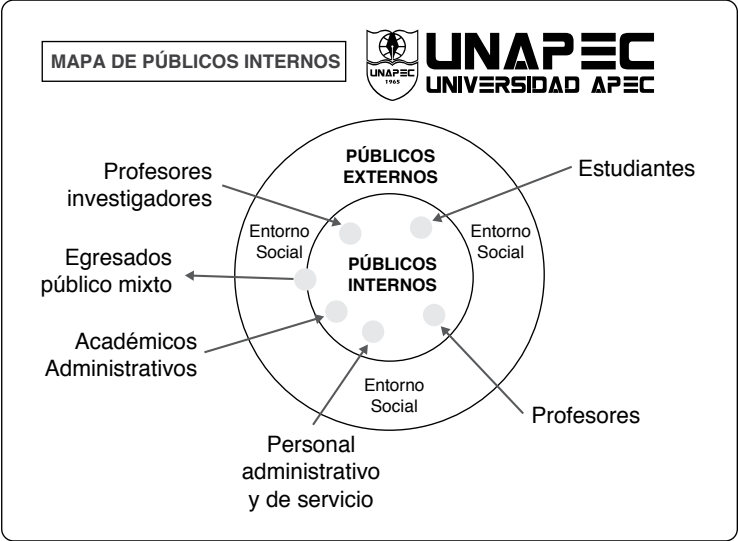 MAPA DE PÚBLICOS INTERNOS
UNAPEC
1965
UNAPEC
UNIVERSIDAD APEC
PÚBLICOS
EXTERNOS
Profesores
investigadores
Estudiantes
Entorno
Social
Entorno
Social
Egresados
público mixto
PÚBLICOS
INTERNOS
Académicos
Administrativos
Entorno
Social
Profesores
Personal
administrativo
y de servicio